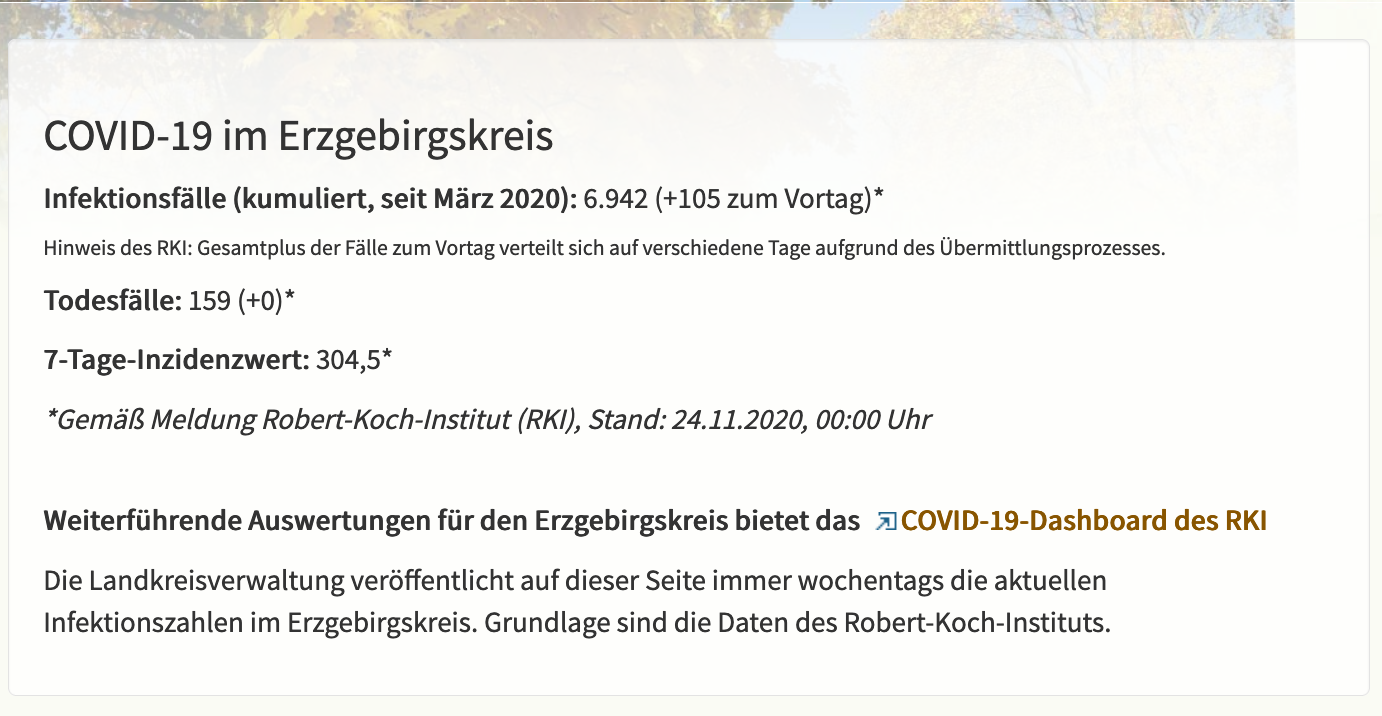 COVID-19 im Erzgebirgskreis
Infektionsfälle (kumuliert, seit März 2020): 6.942 (+105 zum Vortag)*
Hinweis des RKI: Gesamtplus der Fälle zum Vortag verteilt sich auf verschiedene Tage aufgrund des Übermittlungsprozesses.
Todesfälle: 159 (+0)*
7-Tage-Inzidenzwert: 304,5*
*Gemäß Meldung Robert-Koch-Institut (RKI), Stand: 24.11.2020, 00:00 Uhr
Weiterführende Auswertungen für den Erzgebirgskreis bietet das COVID-19-Dashboard des RKI
Die Landkreisverwaltung veröffentlicht auf dieser Seite immer wochentags die aktuellen
Infektionszahlen im Erzgebirgskreis. Grundlage sind die Daten des Robert-Koch-Instituts.